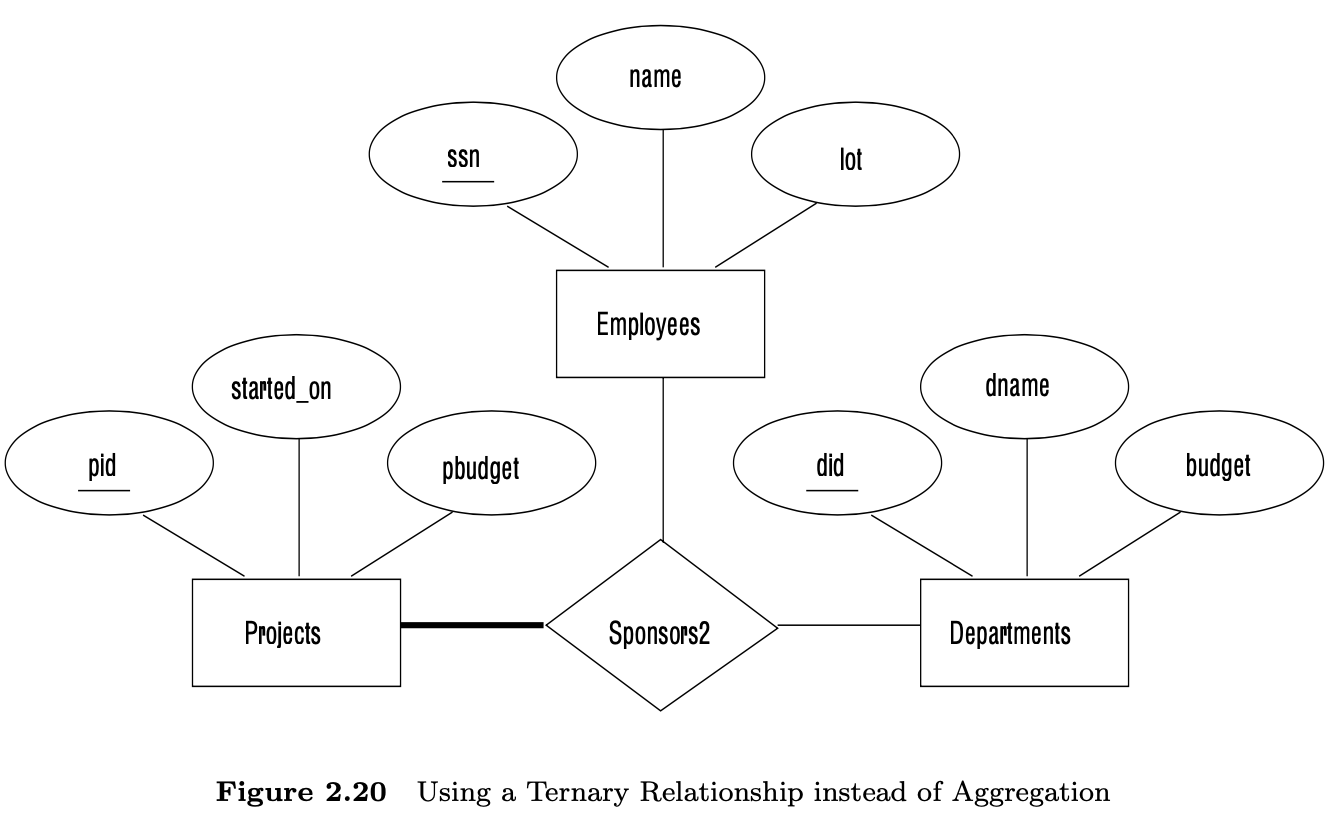 name
ssn
lot
Employees
started_on
dname
pid
pbudget
did
budget
Projects
Sponsors2
Departments
Figure 2.20 Using a Ternary Relationship instead of Aggregation